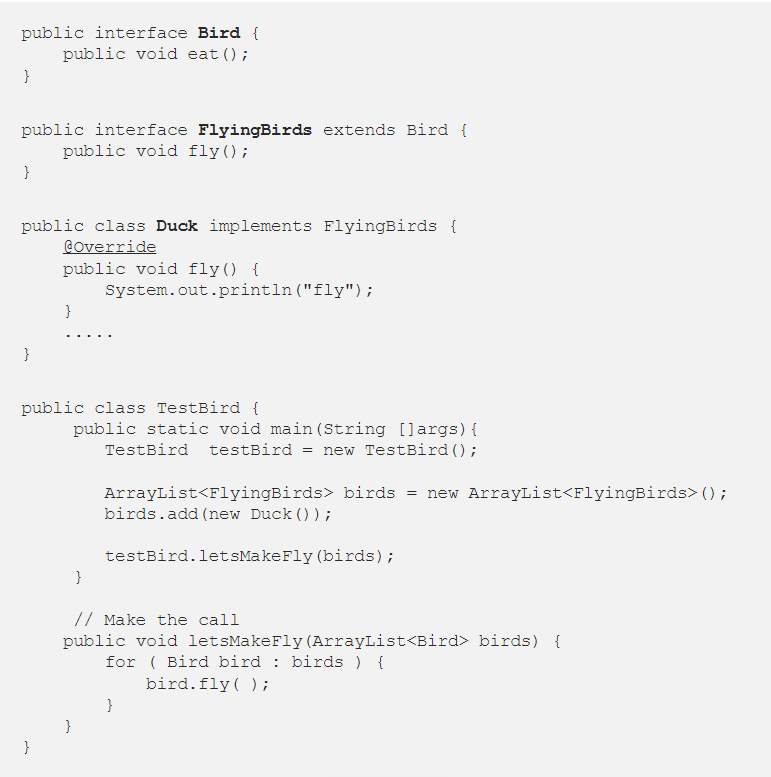 public interface Bird {
    public void eat();
}
public interface FlyingBirds extends Bird {
    public void fly();
}
public class Duck implements FlyingBirds {
    @Override
    public void fly() {
        System.out.println("fly");
    }
    .....
}
public class TestBird {
     public static void main(String []args){
        TestBird  testBird = new TestBird();
        ArrayList<FlyingBirds> birds = new ArrayList<FlyingBirds>();
        birds.add(new Duck());
        testBird.letsMakeFly(birds);
     }
     // Make the call
    public void letsMakeFly(ArrayList<Bird> birds) {
        for ( Bird bird : birds ) {
            bird.fly( );
        }
    }
}